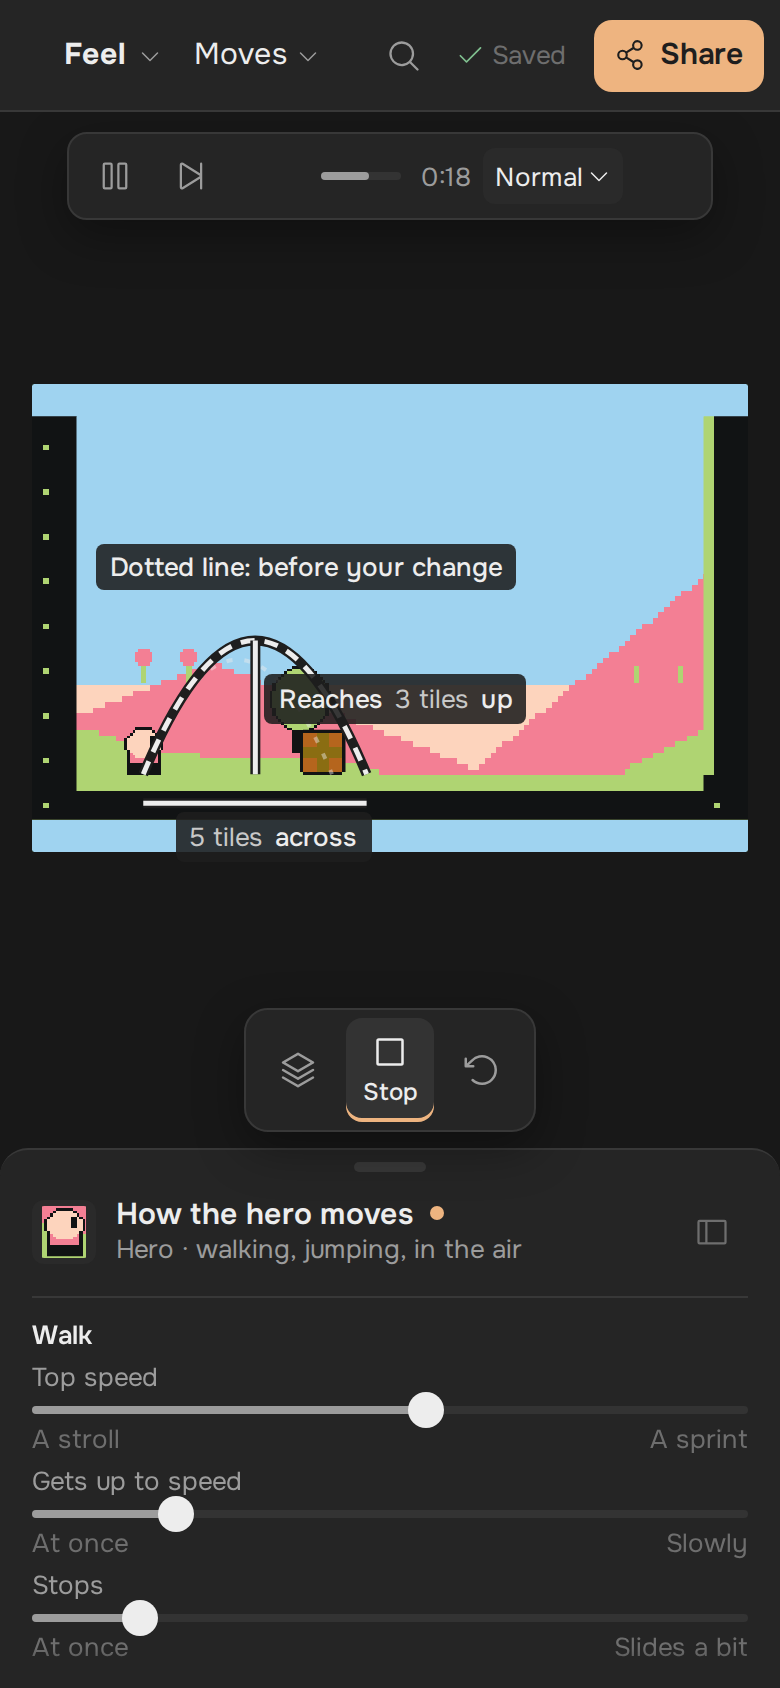 Feel
Moves
Saved
Share
0:18
Normal
Dotted line: before your change
Reaches 3 tiles up
5 tiles across
Stop
How the hero moves
Hero · walking, jumping, in the air
Walk
Top speed
A stroll
A sprint
Gets up to speed
At once
Slowly
Stops
At once
Slides a bit